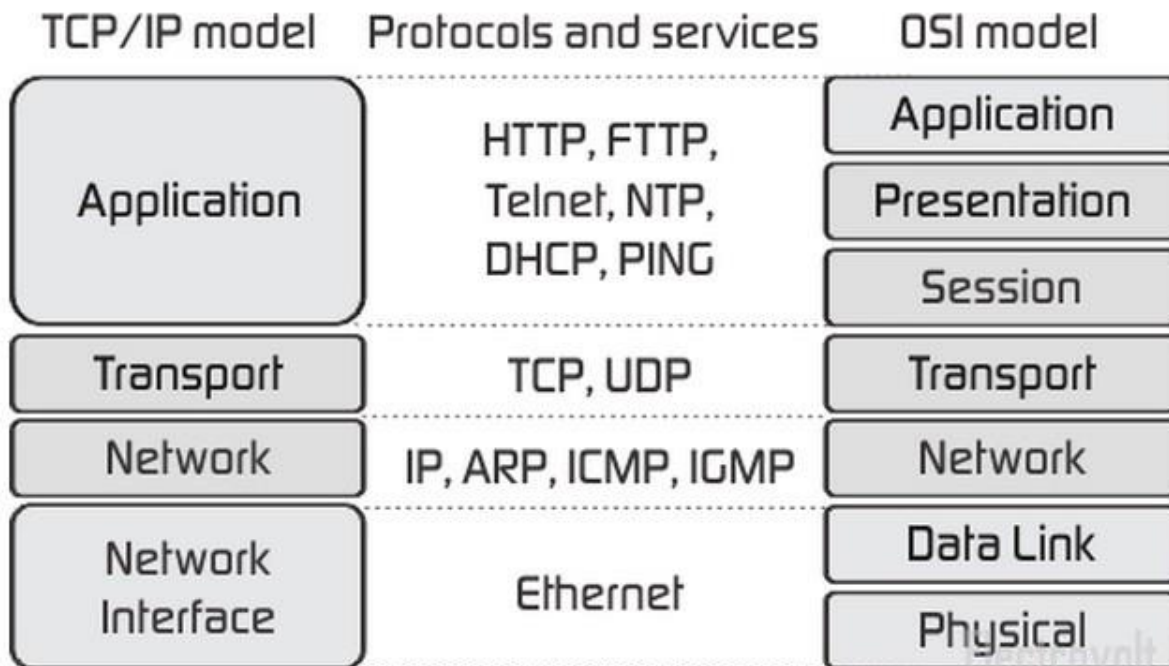 TCP/IP model Protocols and services OSI model
Application
HTTP, FTTP,
Telnet, NTP,
DHCP, PING
Application
Presentation
Session
Transport TCP, UDP Transport
Network IP, ARP, ICMP, IGMP Network
Network
Interface
Ethernet
Data Link
Physical